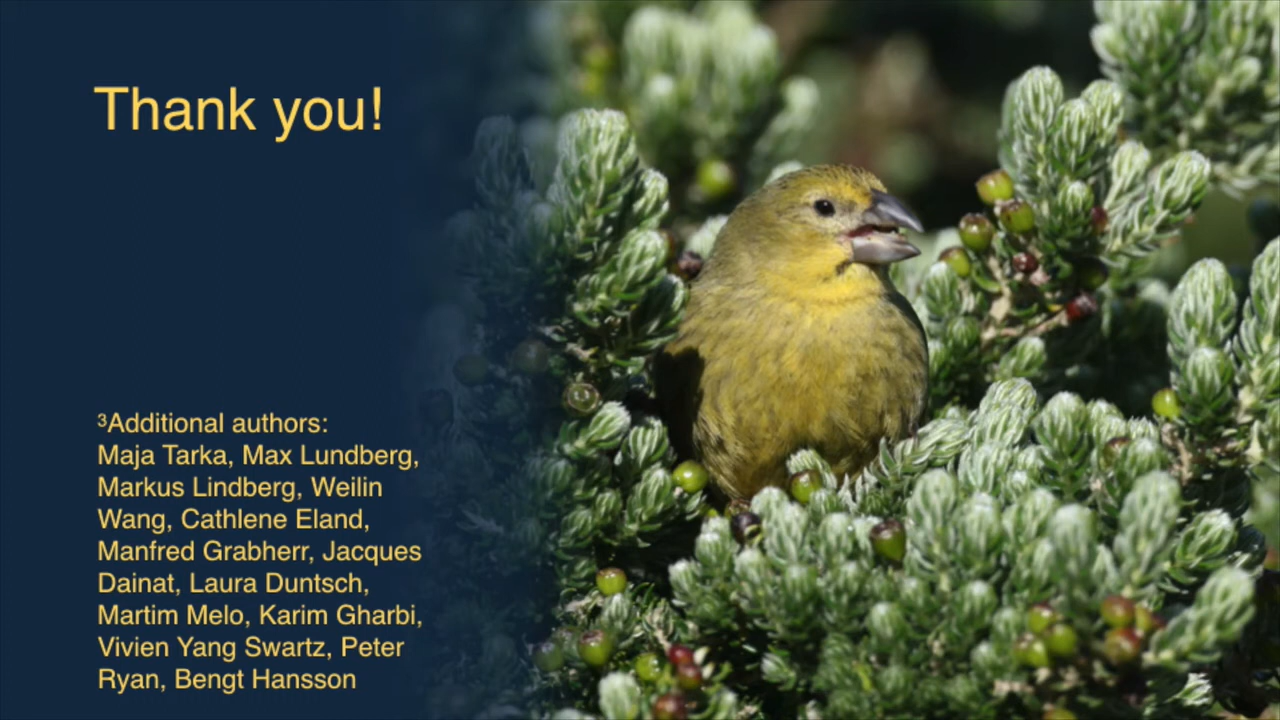 Thank you!
³Additional authors:
Maja Tarka, Max Lundberg,
Markus Lindberg, Weilin
Wang, Cathlene Eland,
Manfred Grabherr, Jacques
Dainat, Laura Duntsch,
Martim Melo, Karim Gharbi,
Vivien Yang Swartz, Peter
Ryan, Bengt Hansson